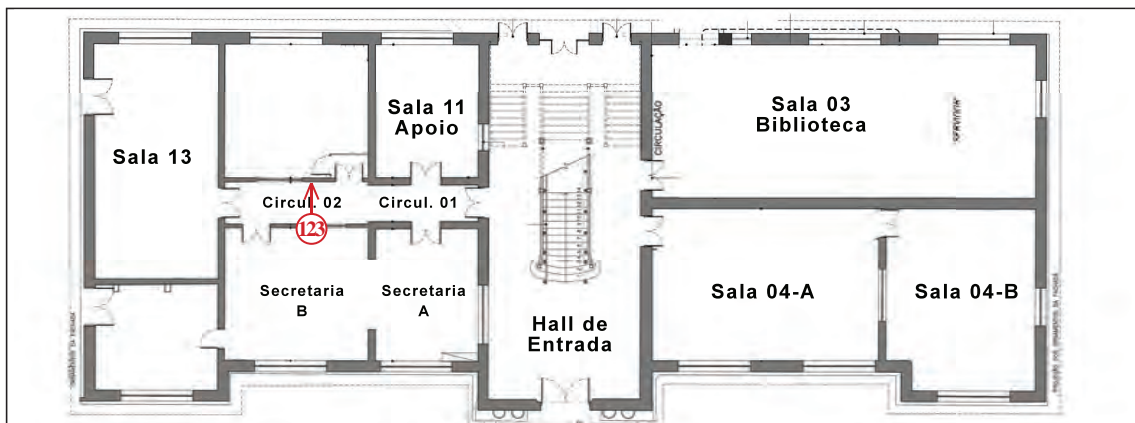 Sala 11
Apoio
Sala 03
Biblioteca
CIRCULAÇÃO
Sala 13
Circul. 02
Circul. 01
123
Secretaria
B
Secretaria
A
Hall de
Entrada
Sala 04-A
Sala 04-B